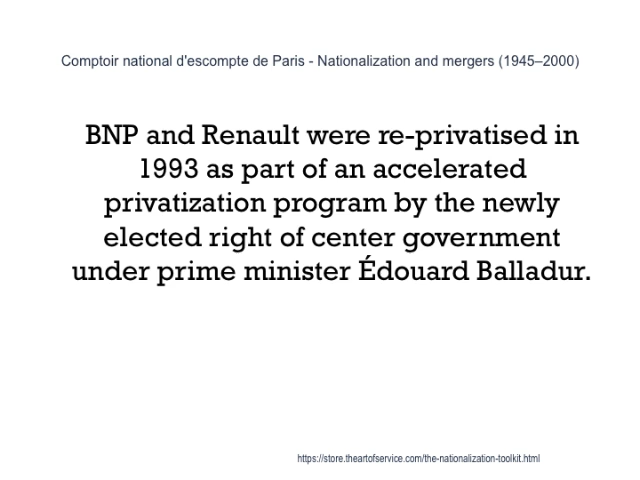 Comptoir national d'escompte de Paris - Nationalization and mergers (1945–2000)
BNP and Renault were re-privatised in
1993 as part of an accelerated
privatization program by the newly
elected right of center government
under prime minister Édouard Balladur.
https://store.theartofservice.com/the-nationalization-toolkit.html